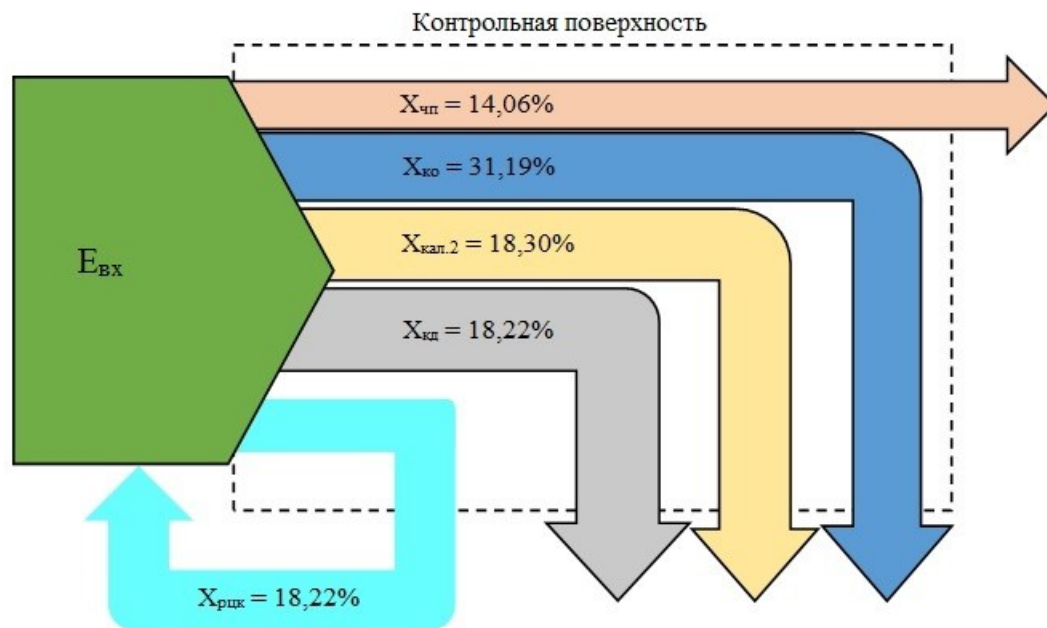 Контрольная поверхность
Xчп = 14,06%
Xко = 31,19%
Eвх
Xкал.2 = 18,30%
Xкд = 18,22%
Xрцк = 18,22%